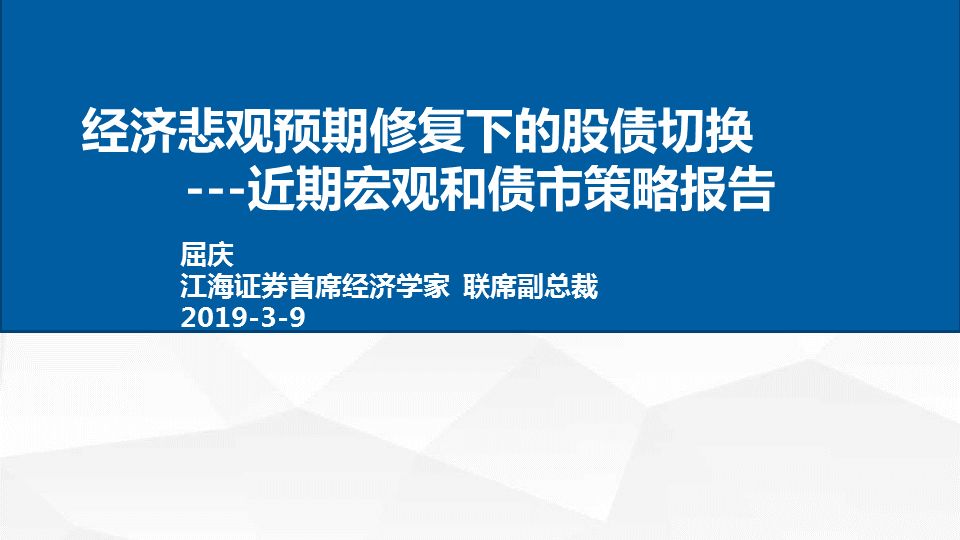 经济悲观预期修复下的股债切换
---近期宏观和债市策略报告
屈庆
江海证券首席经济学家 联席副总裁
2019-3-9